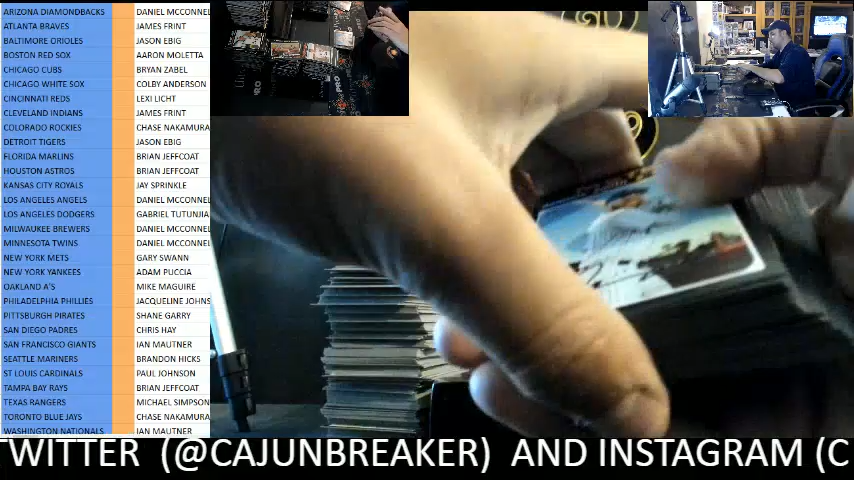 ARIZONA DIAMONDBACKS DANIEL MCCONNEL
ATLANTA BRAVES JAMES FRINT
BALTIMORE ORIOLES JASON EBIG
BOSTON RED SOX AARON MOLETTA
CHICAGO CUBS BRYAN ZABEL
CHICAGO WHITE SOX COLBY ANDERSON
CINCINNATI REDS LEXI LICHT
CLEVELAND INDIANS JAMES FRINT
COLORADO ROCKIES CHASE NAKAMURA
DETROIT TIGERS JASON EBIG
FLORIDA MARLINS BRIAN JEFFCOAT
HOUSTON ASTROS BRIAN JEFFCOAT
KANSAS CITY ROYALS JAY SPRINKLE
LOS ANGELES ANGELS DANIEL MCCONNEL
LOS ANGELES DODGERS GABRIEL TUTUNJIA
MILWAUKEE BREWERS DANIEL MCCONNEL
MINNESOTA TWINS DANIEL MCCONNEL
NEW YORK METS GARY SWANN
NEW YORK YANKEES ADAM PUCCIA
OAKLAND A'S MIKE MAGUIRE
PHILADELPHIA PHILLIES JACQUELINE JOHNS
PITTSBURGH PIRATES SHANE GARRY
SAN DIEGO PADRES CHRIS HAY
SAN FRANCISCO GIANTS IAN MAUTNER
SEATTLE MARINERS BRANDON HICKS
ST LOUIS CARDINALS PAUL JOHNSON
TAMPA BAY RAYS BRIAN JEFFCOAT
TEXAS RANGERS MICHAEL SIMPSON
TORONTO BLUE JAYS CHASE NAKAMURA
WASHINGTON NATIONALS IAN MAUTNER
TWITTER (@CAJUNBREAKER) AND INSTAGRAM (C